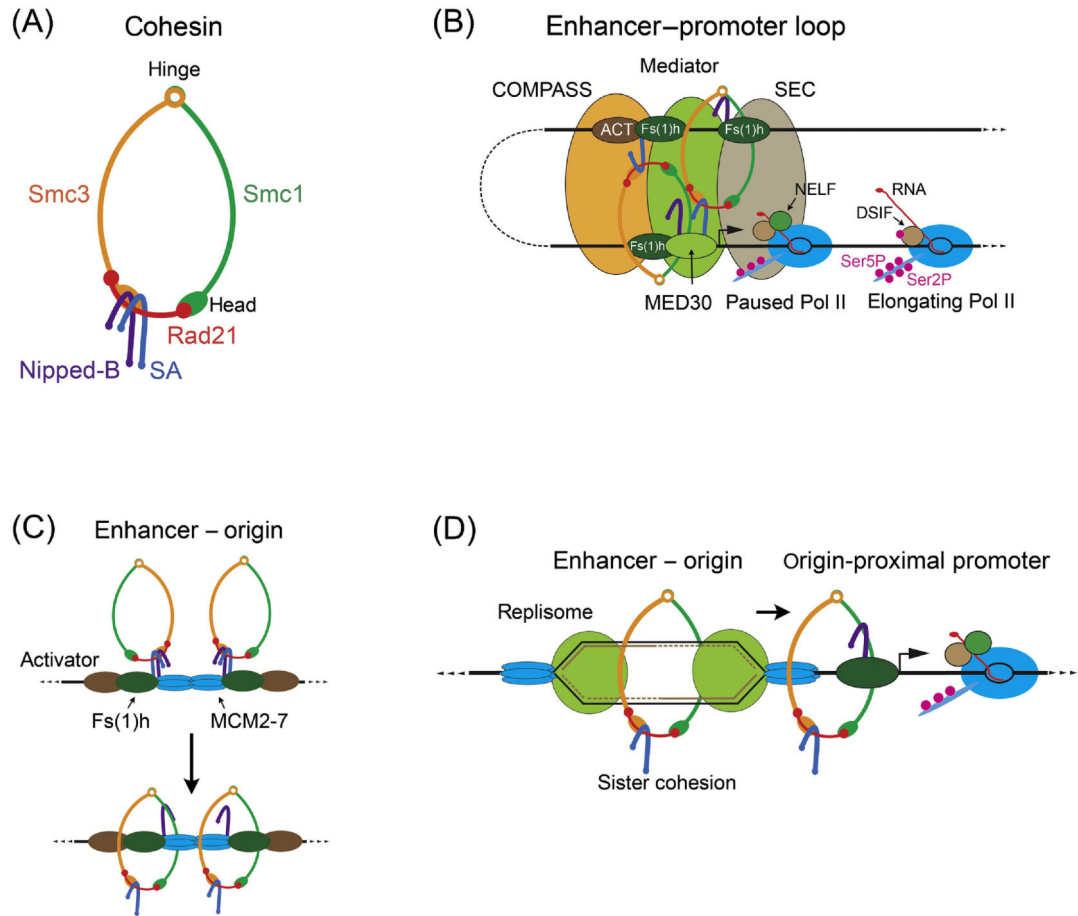 (A)
Cohesin
Hinge
Smc3
Smc1
Head
Rad21
Nipped-B
SA
(B)
Enhancer–promoter loop
Mediator
COMPASS
SEC
ACT
Fs(1)h
Fs(1)h
NELF
RNA
DSIF
Fs(1)h
Ser5P
Ser2P
MED30
Paused Pol II
Elongating Pol II
(C)
Enhancer – origin
Activator
Fs(1)h
MCM2-7
(D)
Enhancer – origin
Origin-proximal promoter
Replisome
Sister cohesion